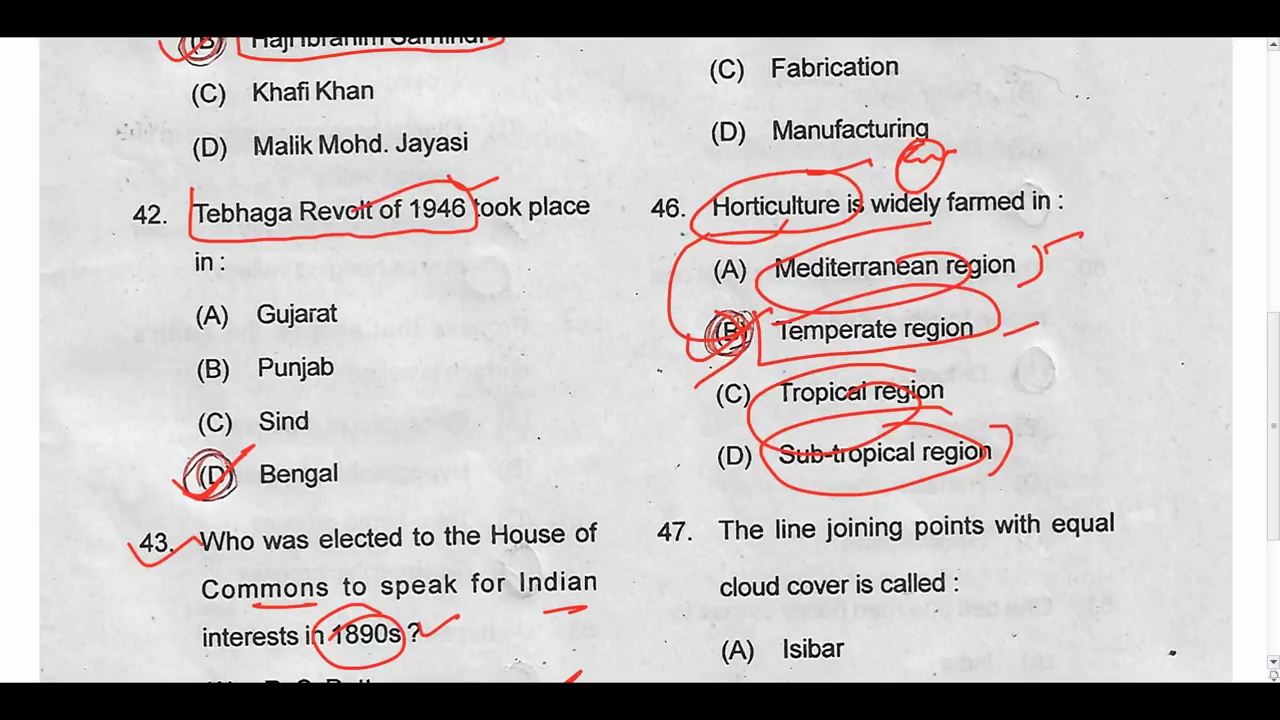 (B) Haji Ibrahim Samindi
(C) Khafi Khan
(D) Malik Mohd. Jayasi
42. Tebhaga Revolt of 1946 took place
in :
(A) Gujarat
(B) Punjab
(C) Sind
(D) Bengal
43. Who was elected to the House of
Commons to speak for Indian
interests in 1890s ?
(C) Fabrication
(D) Manufacturing
46. Horticulture is widely farmed in :
(A) Mediterranean region
(B) Temperate region
(C) Tropical region
(D) Sub-tropical region
47. The line joining points with equal
cloud cover is called :
(A) Isibar